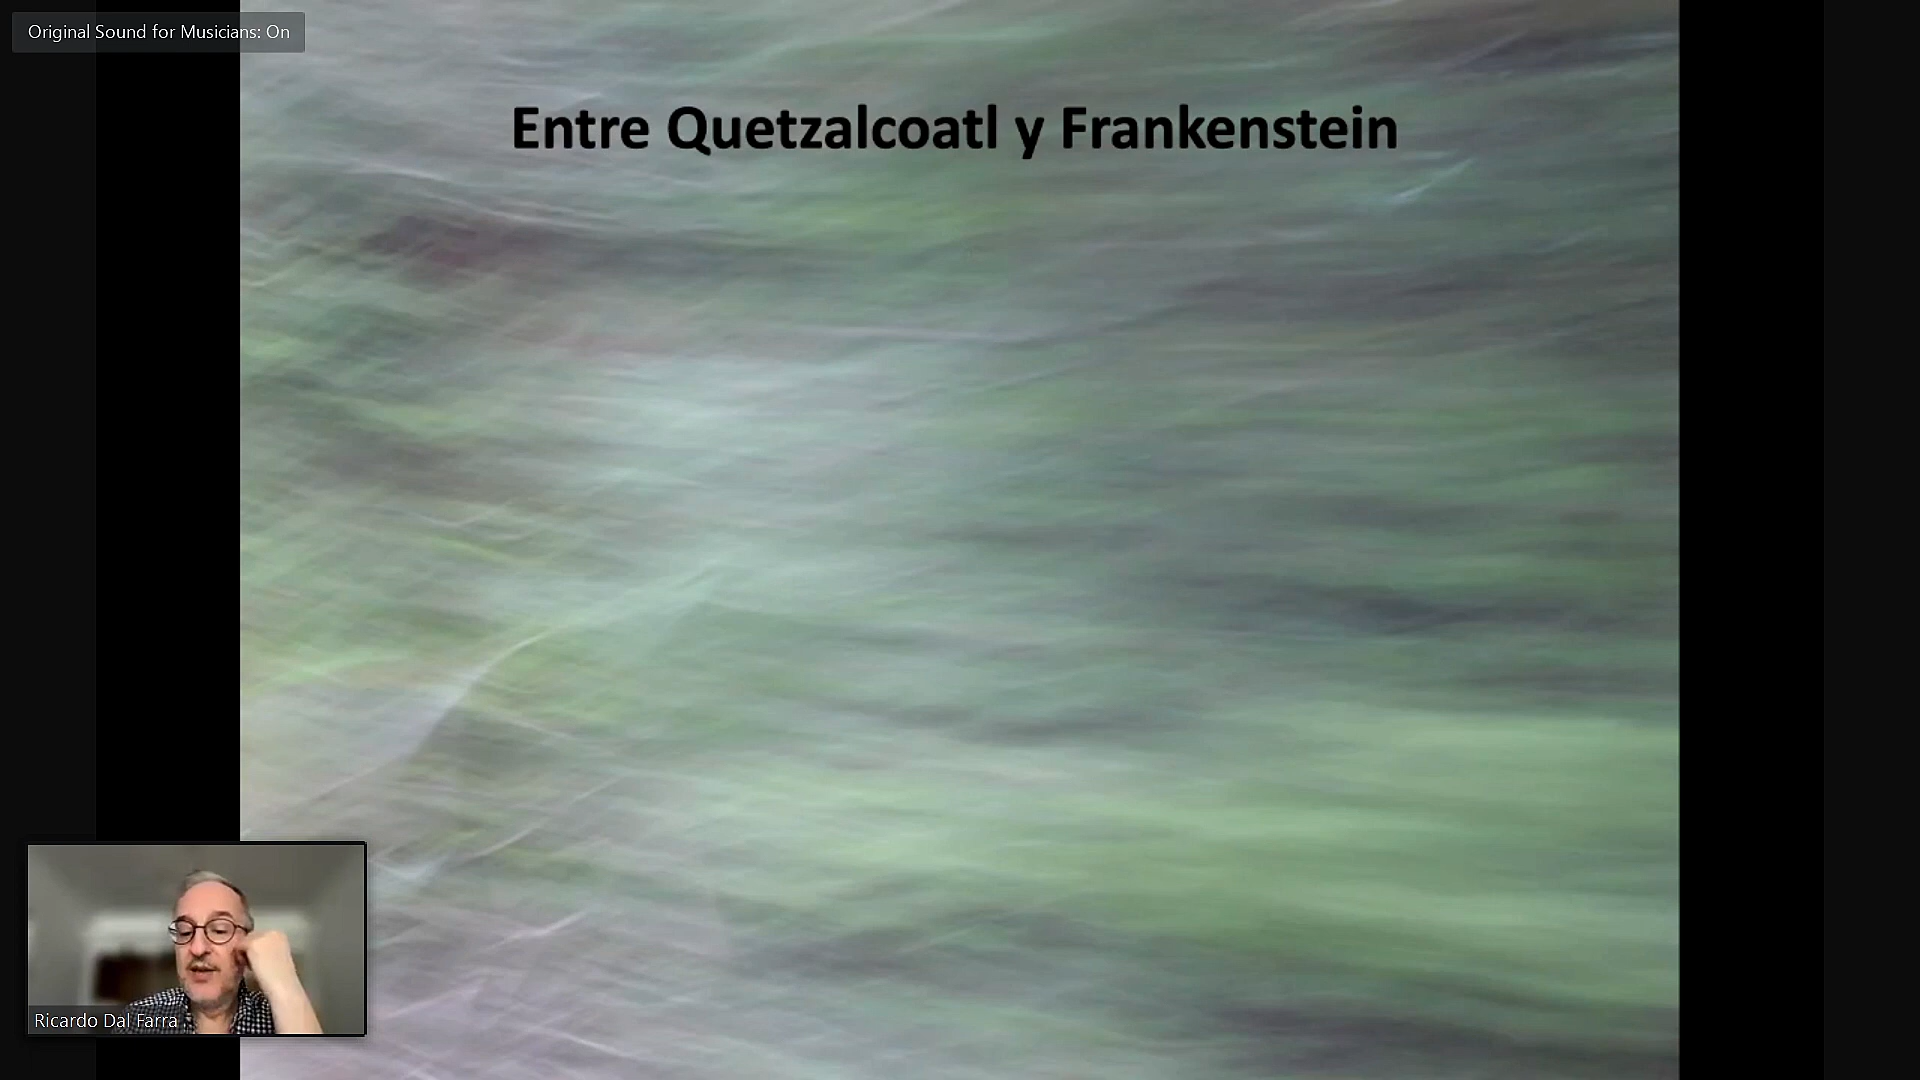 Original Sound for Musicians: On
Entre Quetzalcoatl y Frankenstein
Ricardo Dal Farra